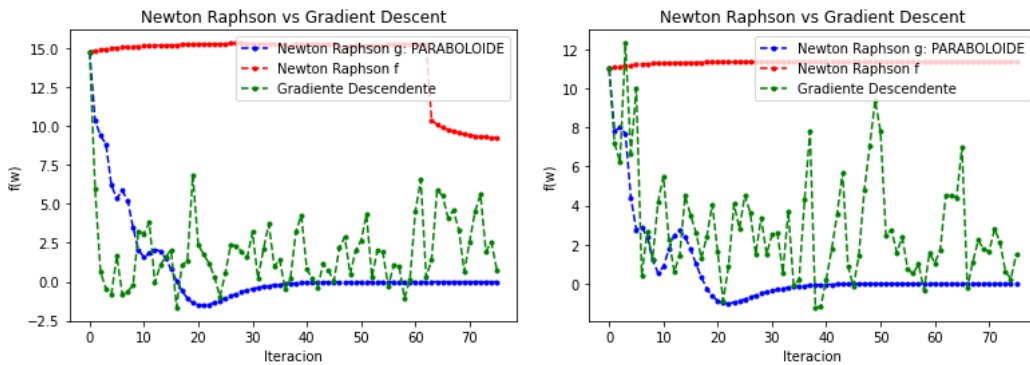 Newton Raphson vs Gradient Descent
15.0
12.5
10.0
7.5
5.0
2.5
0.0
−2.5
f(w)
Newton Raphson g: PARABOLOIDE
Newton Raphson f
Gradiente Descendente
0
10
20
30
40
50
60
70
Iteracion
Newton Raphson vs Gradient Descent
12
10
8
6
4
2
0
f(w)
Newton Raphson g: PARABOLOIDE
Newton Raphson f
Gradiente Descendente
0
10
20
30
40
50
60
70
Iteracion